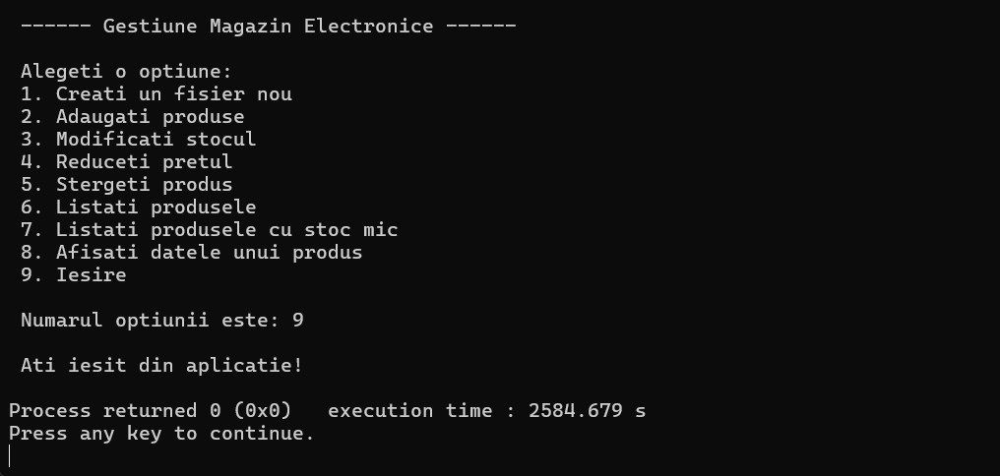 ------ Gestiune Magazin Electronice ------
Alegeti o optiune:
1. Creati un fisier nou
2. Adaugati produse
3. Modificati stocul
4. Reduceti pretul
5. Stergeti produs
6. Listati produsele
7. Listati produsele cu stoc mic
8. Afisati datele unui produs
9. Iesire
Numarul optiunii este: 9
Ati iesit din aplicatie!
Process returned 0 (0x0)   execution time : 2584.679 s
Press any key to continue.